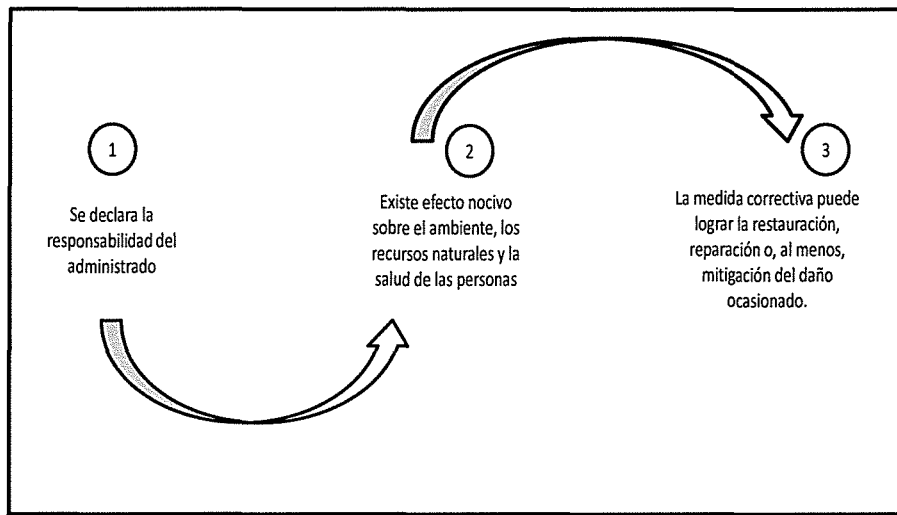 1
Se declara la
responsabilidad del
administrado
2
Existe efecto nocivo
sobre el ambiente, los
recursos naturales y la
salud de las personas
3
La medida correctiva puede
lograr la restauración,
reparación o, al menos,
mitigación del daño
ocasionado.